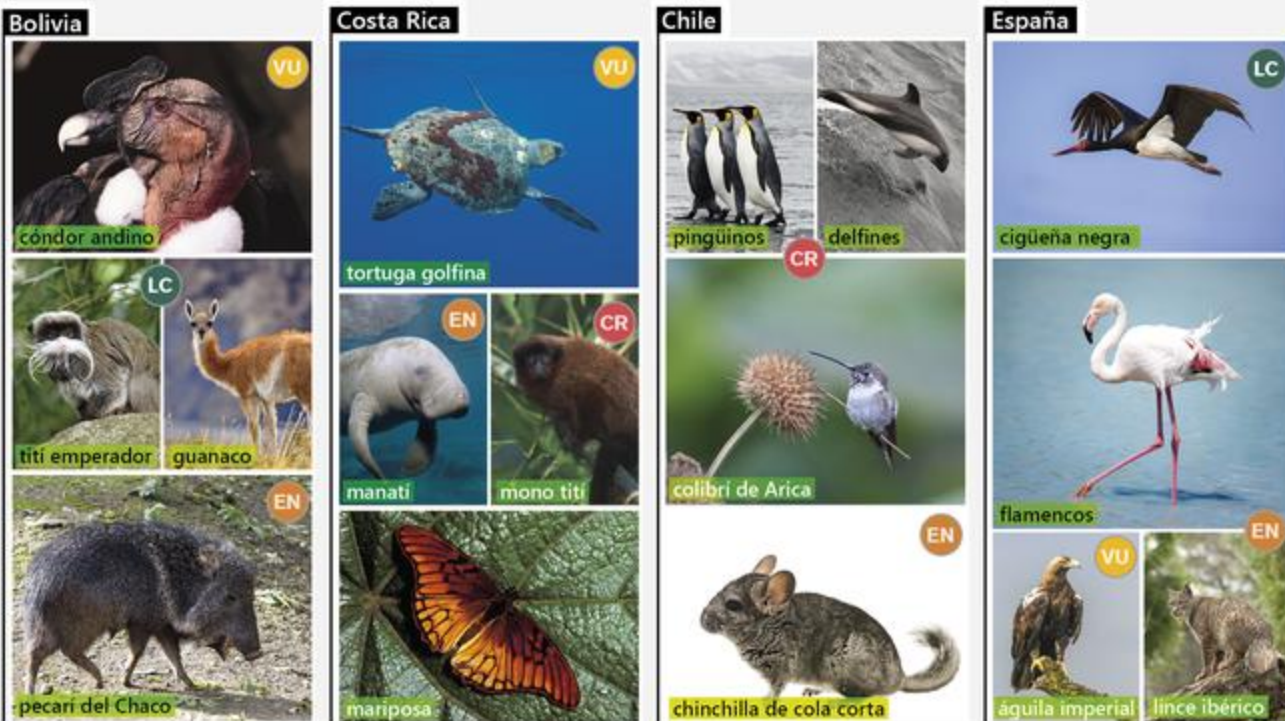 Bolivia
VU
cóndor andino
LC
tití emperador
guanaco
EN
pecarí del Chaco
Costa Rica
VU
tortuga golfina
EN
manatí
CR
mono tití
mariposa
Chile
pingüinos
delfines
CR
colibrí de Arica
EN
chinchilla de cola corta
España
LC
cigüeña negra
flamencos
VU
águila imperial
EN
lince ibérico